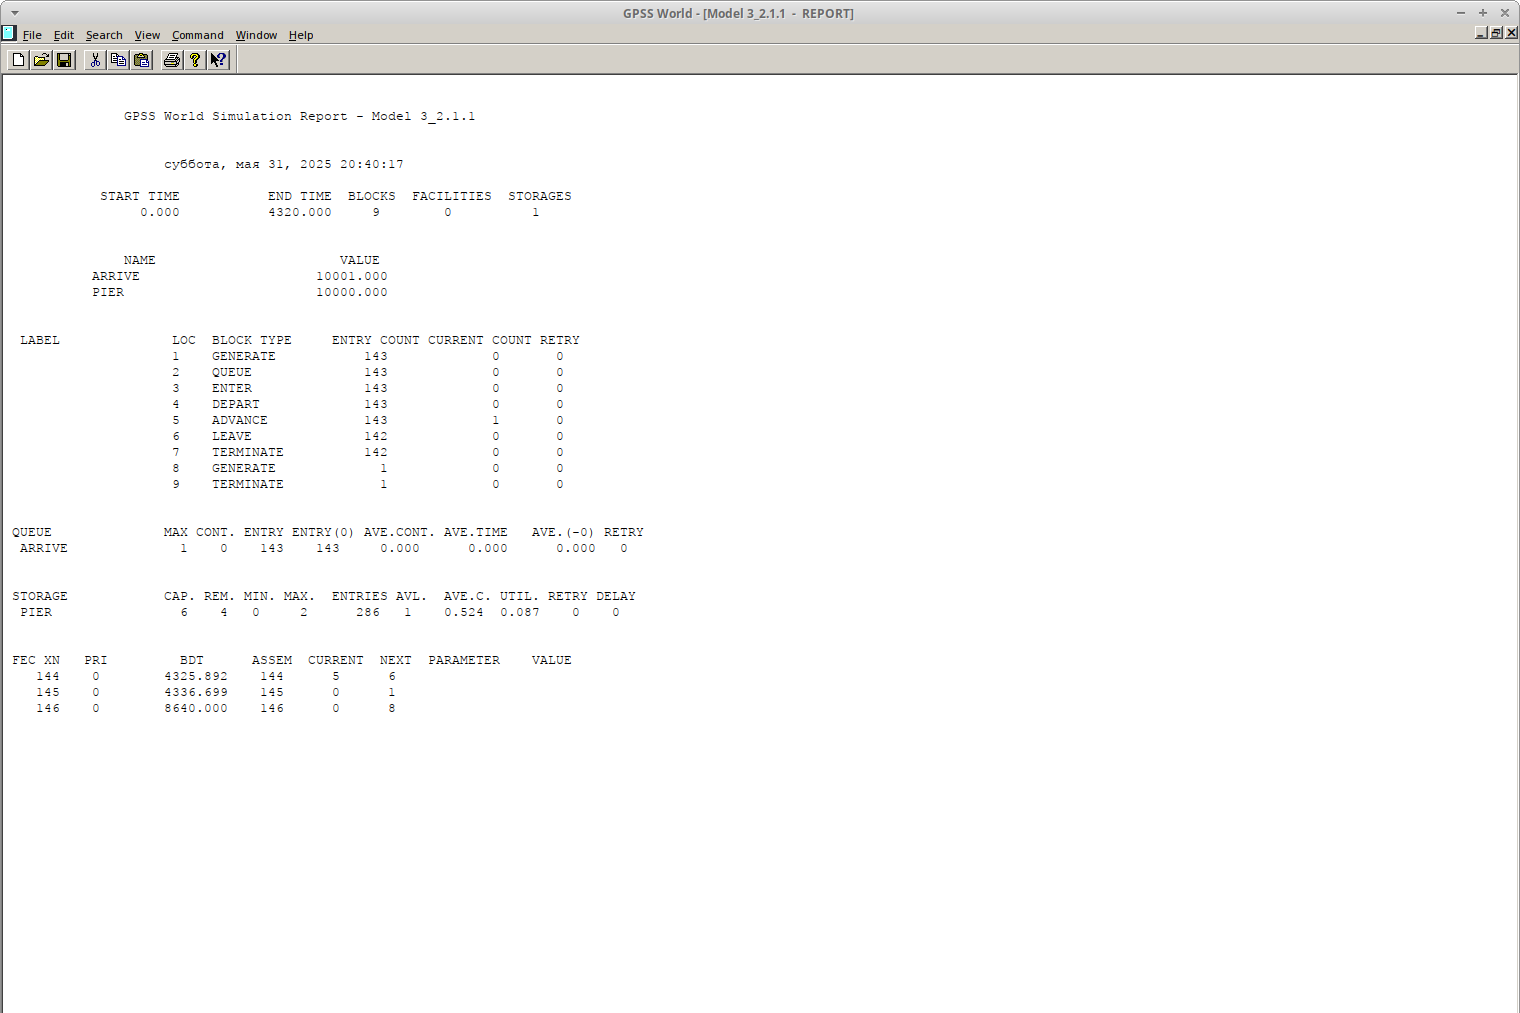 GPSS World - [Model 3_2.1.1 - REPORT]
File Edit Search View Command Window Help
GPSS World Simulation Report - Model 3_2.1.1
суббота, мая 31, 2025 20:40:17
START TIME END TIME BLOCKS FACILITIES STORAGES
0.000 4320.000 9 0 1
NAME VALUE
ARRIVE 10001.000
PIER 10000.000
LABEL LOC BLOCK TYPE ENTRY COUNT CURRENT COUNT RETRY
1 GENERATE 143 0 0
2 QUEUE 143 0 0
3 ENTER 143 0 0
4 DEPART 143 0 0
5 ADVANCE 143 1 0
6 LEAVE 142 0 0
7 TERMINATE 142 0 0
8 GENERATE 1 0 0
9 TERMINATE 1 0 0
QUEUE MAX CONT. ENTRY ENTRY(0) AVE.CONT. AVE.TIME AVE.(-0) RETRY
ARRIVE 1 0 143 143 0.000 0.000 0.000 0
STORAGE CAP. REM. MIN. MAX. ENTRIES AVL. AVE.C. UTIL. RETRY DELAY
PIER 6 4 0 2 286 1 0.524 0.087 0 0
FEC XN PRI BDT ASSEM CURRENT NEXT PARAMETER VALUE
144 0 4325.892 144 5 6
145 0 4336.699 145 0 1
146 0 8640.000 146 0 8